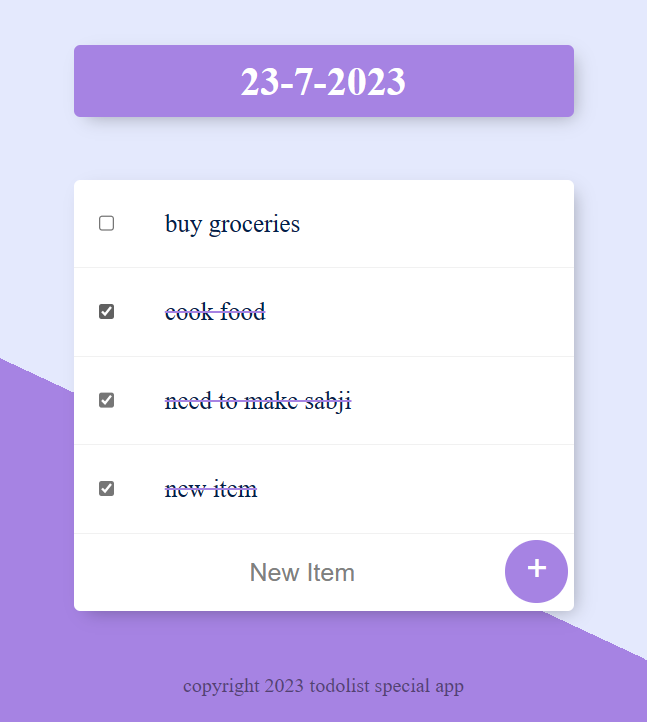 23-7-2023
buy groceries
cook food
need to make sabji
new item
New Item
+
copyright 2023 todolist special app